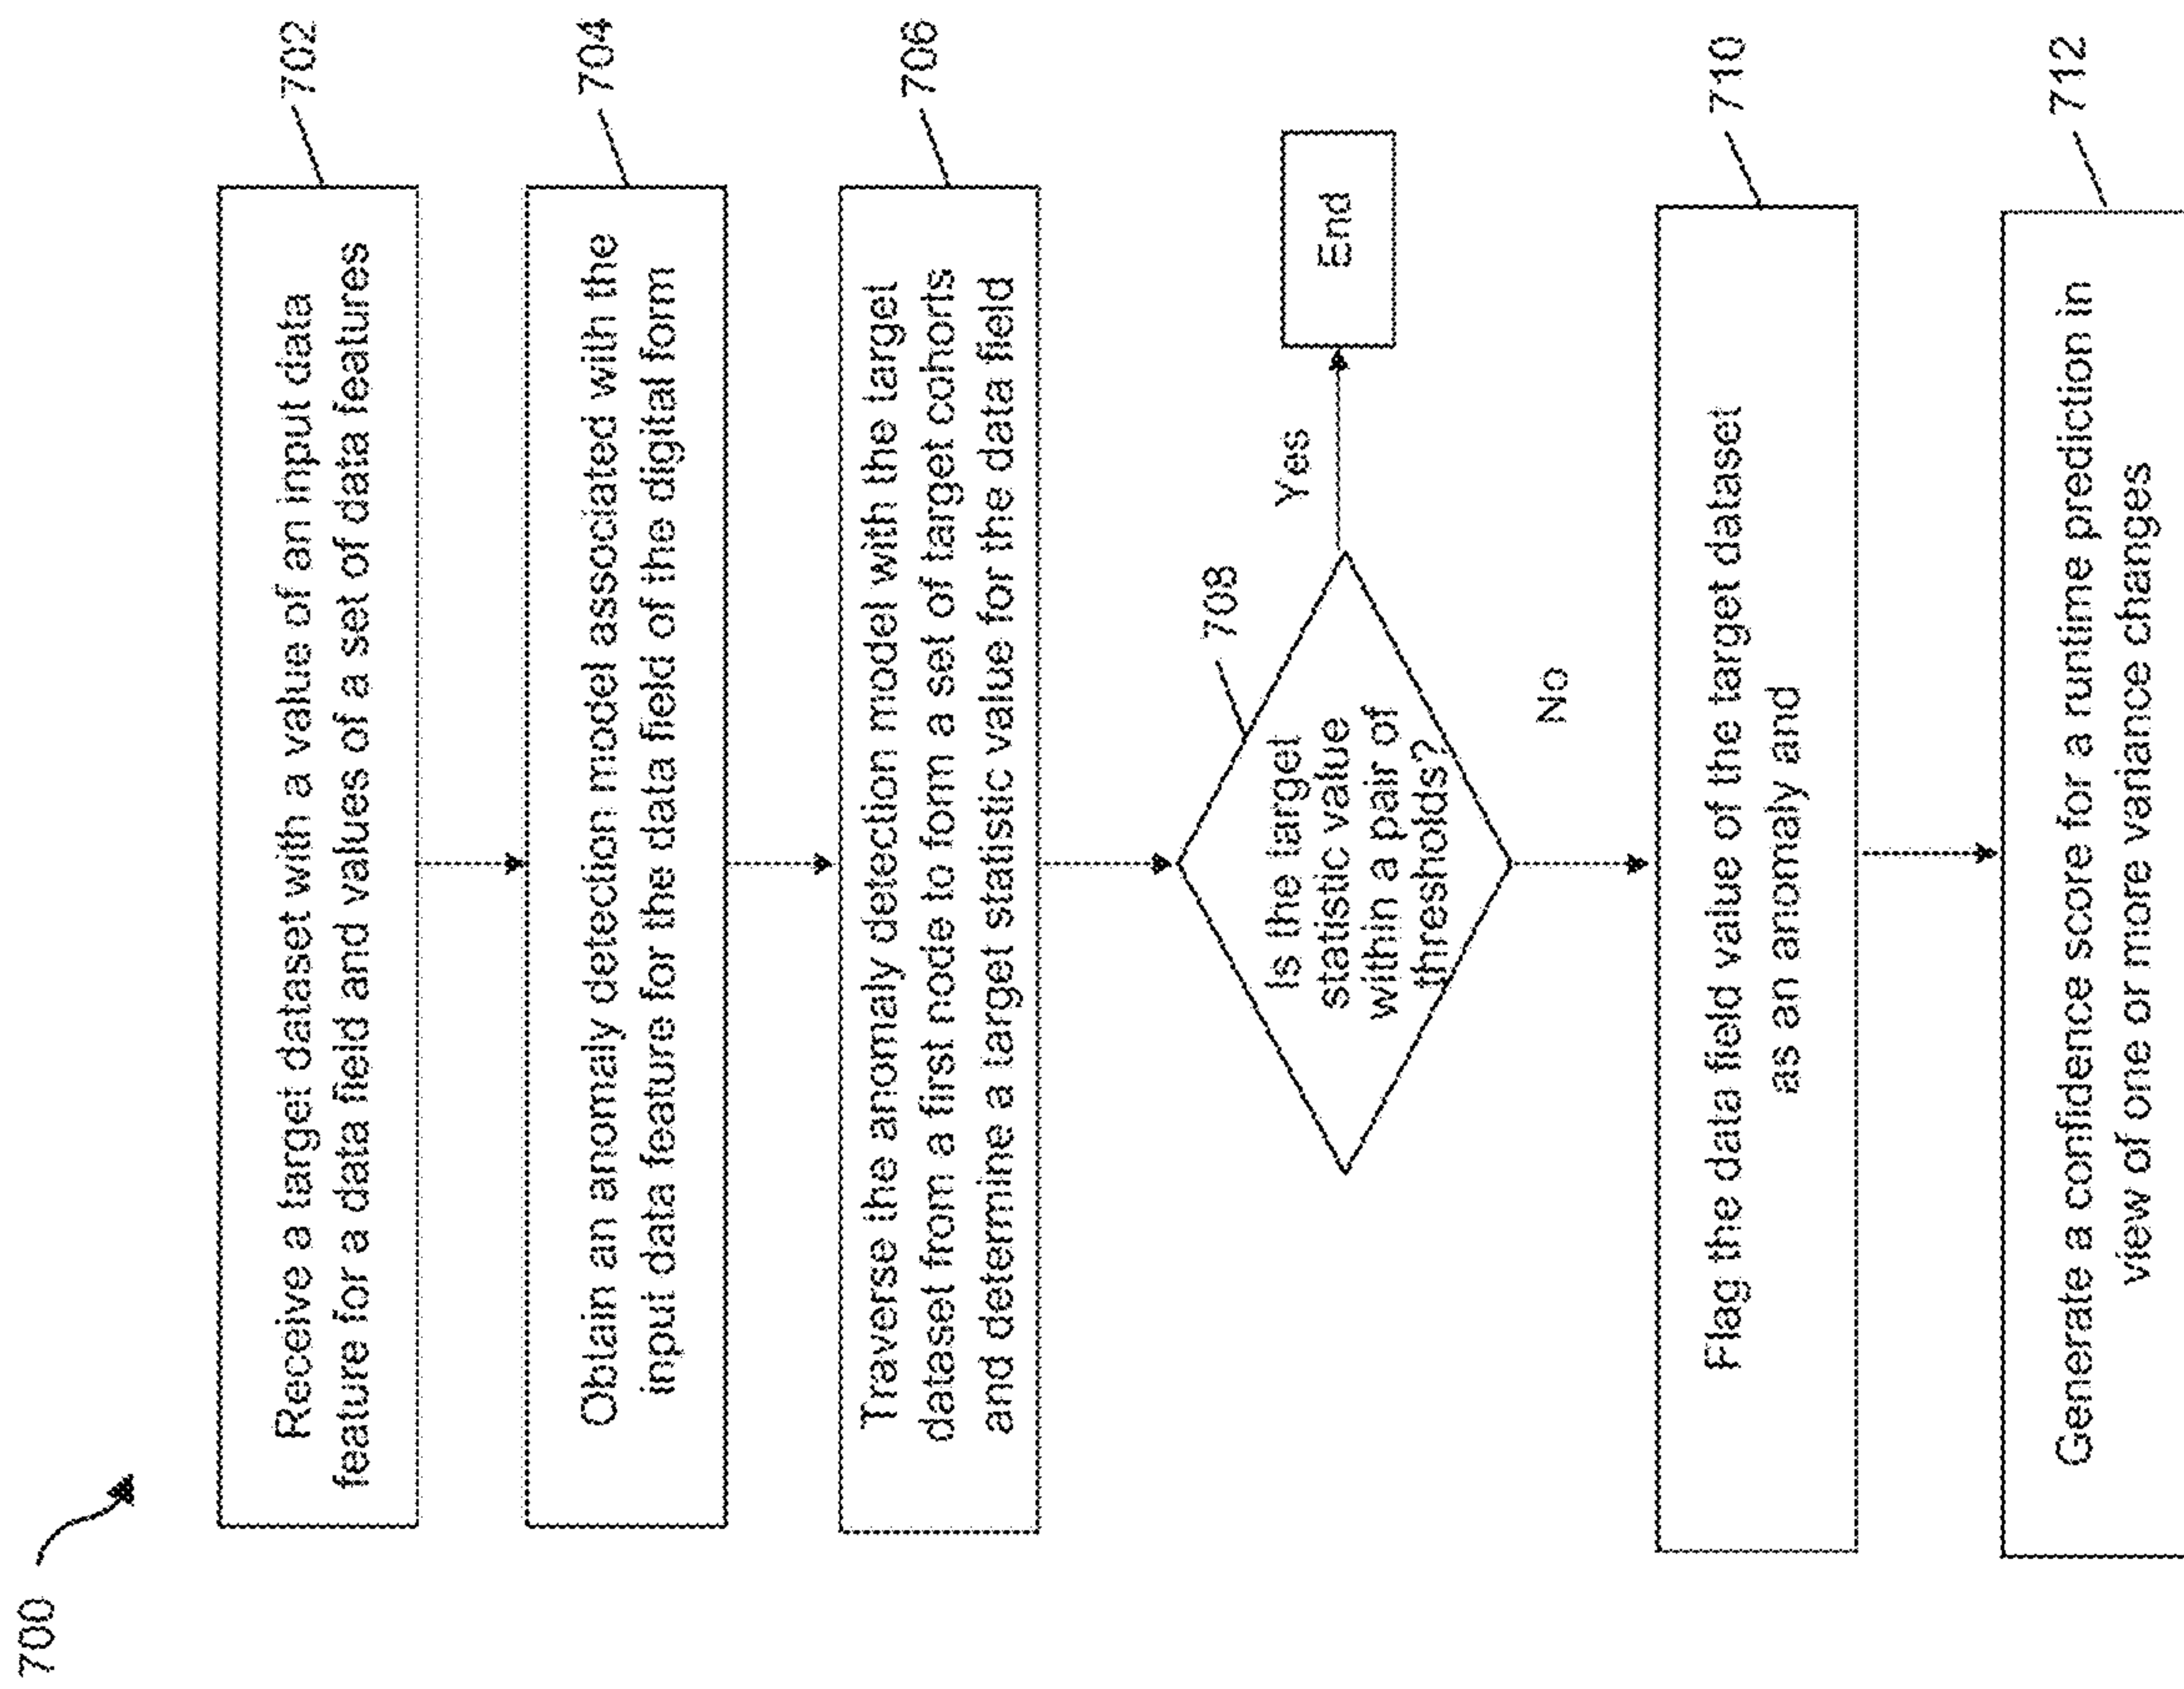 700
Receive a target dataset with a value of an input data
feature for a data field and values of a set of data features
702
Obtain an anomaly detection model associated with the
input data feature for the data field of the digital form
704
Traverse the anomaly detection model with the target
dataset from a first node to form a set of target cohorts
and determine a target statistic value for the data field
706
708
Is the target
statistic value
within a pair of
thresholds?
Yes
End
No
Flag the data field value of the target dataset
as an anomaly and
710
Generate a confidence score for a runtime prediction in
view of one or more variance changes
712